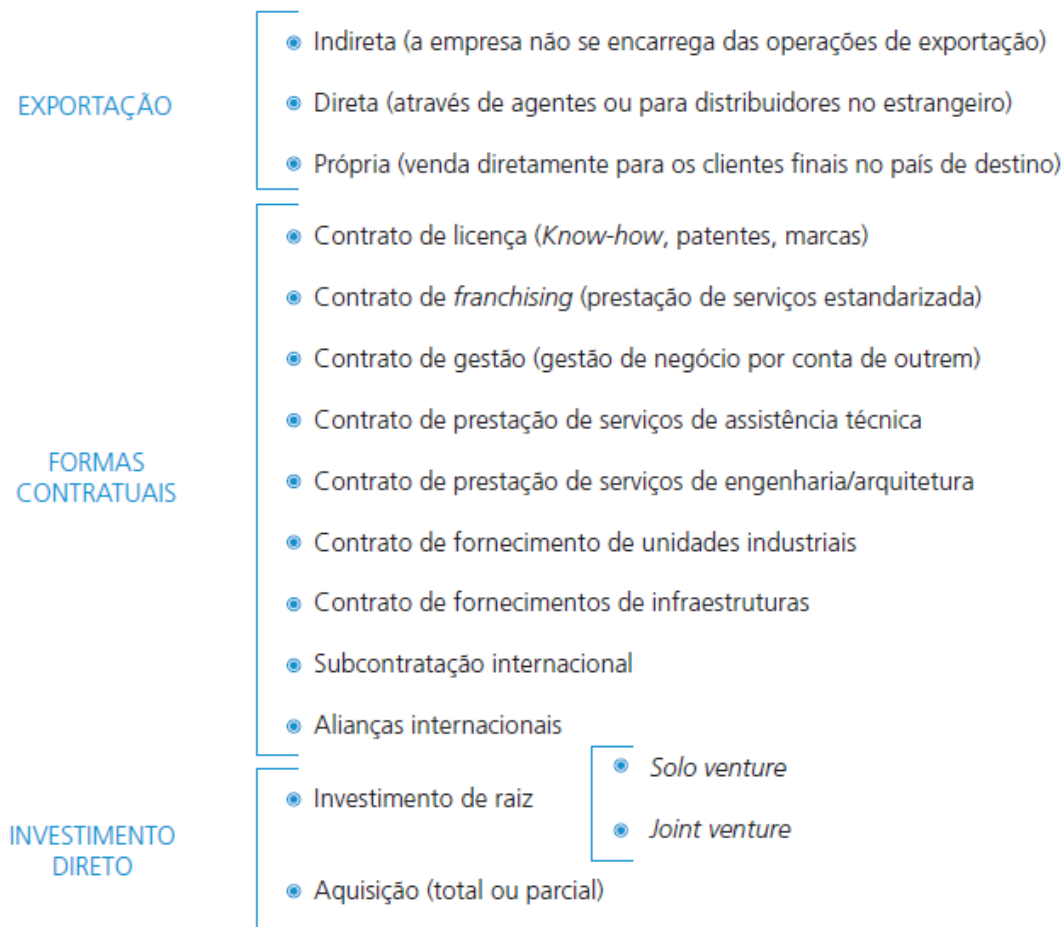 EXPORTAÇÃO
Indireta (a empresa não se encarrega das operações de exportação)
Direta (através de agentes ou para distribuidores no estrangeiro)
Própria (venda diretamente para os clientes finais no país de destino)
FORMAS
CONTRATUAIS
Contrato de licença (Know-how, patentes, marcas)
Contrato de franchising (prestação de serviços estandarizada)
Contrato de gestão (gestão de negócio por conta de outrem)
Contrato de prestação de serviços de assistência técnica
Contrato de prestação de serviços de engenharia/arquitetura
Contrato de fornecimento de unidades industriais
Contrato de fornecimentos de infraestruturas
Subcontratação internacional
Alianças internacionais
INVESTIMENTO
DIRETO
Investimento de raiz
Solo venture
Joint venture
Aquisição (total ou parcial)